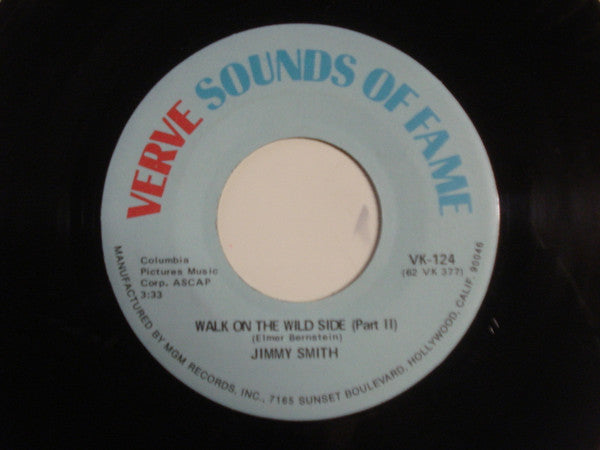 VERVE SOUNDS OF FAME
Columbia
Pictures Music
Corp. ASCAP
3:33
VK-124
(62 VK 377)
WALK ON THE WILD SIDE (Part II)
(Elmer Bernstein)
JIMMY SMITH
MANUFACTURED BY MGM RECORDS, INC., 7165 SUNSET BOULEVARD, HOLLYWOOD, CALIF. 90046